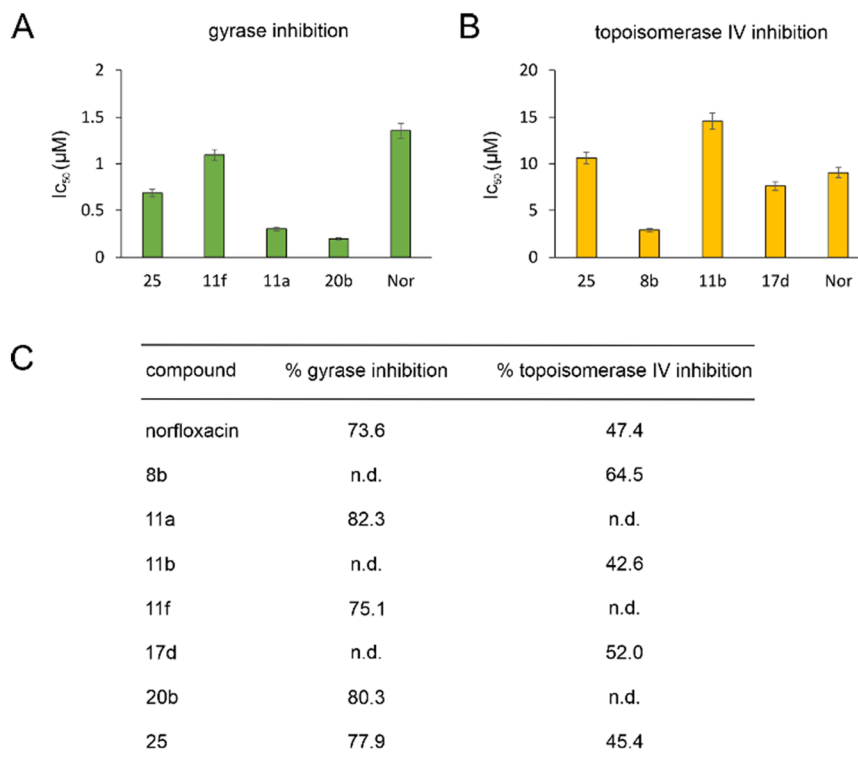 A
gyrase inhibition
2
1.5
1
0.5
0
Ic50 (µM)
25 11f 11a 20b Nor
B
topoisomerase IV inhibition
20
15
10
5
0
Ic50 (µM)
25 8b 11b 17d Nor
C
compound % gyrase inhibition % topoisomerase IV inhibition
norfloxacin 73.6 47.4
8b n.d. 64.5
11a 82.3 n.d.
11b n.d. 42.6
11f 75.1 n.d.
17d n.d. 52.0
20b 80.3 n.d.
25 77.9 45.4